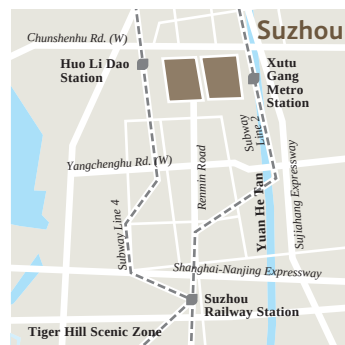 Suzhou
Chunshenhu Rd. (W)
Huo Li Dao
Station
Xutu
Gang
Metro
Station
Subway
Line 2
Yangchenghu Rd. (W)
Renmin Road
Yuan He Tan
Sujiahang Expressway
Subway Line 4
Shanghai-Nanjing Expressway
Suzhou
Railway Station
Tiger Hill Scenic Zone